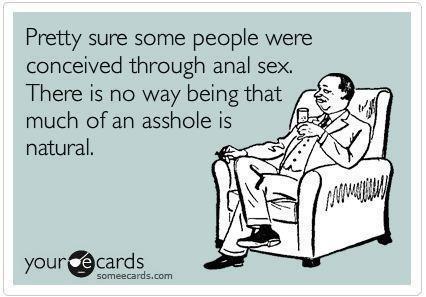 Pretty sure some people were
conceived through anal sex.
There is no way being that
much of an asshole is
natural.
your e cards
someecards.com